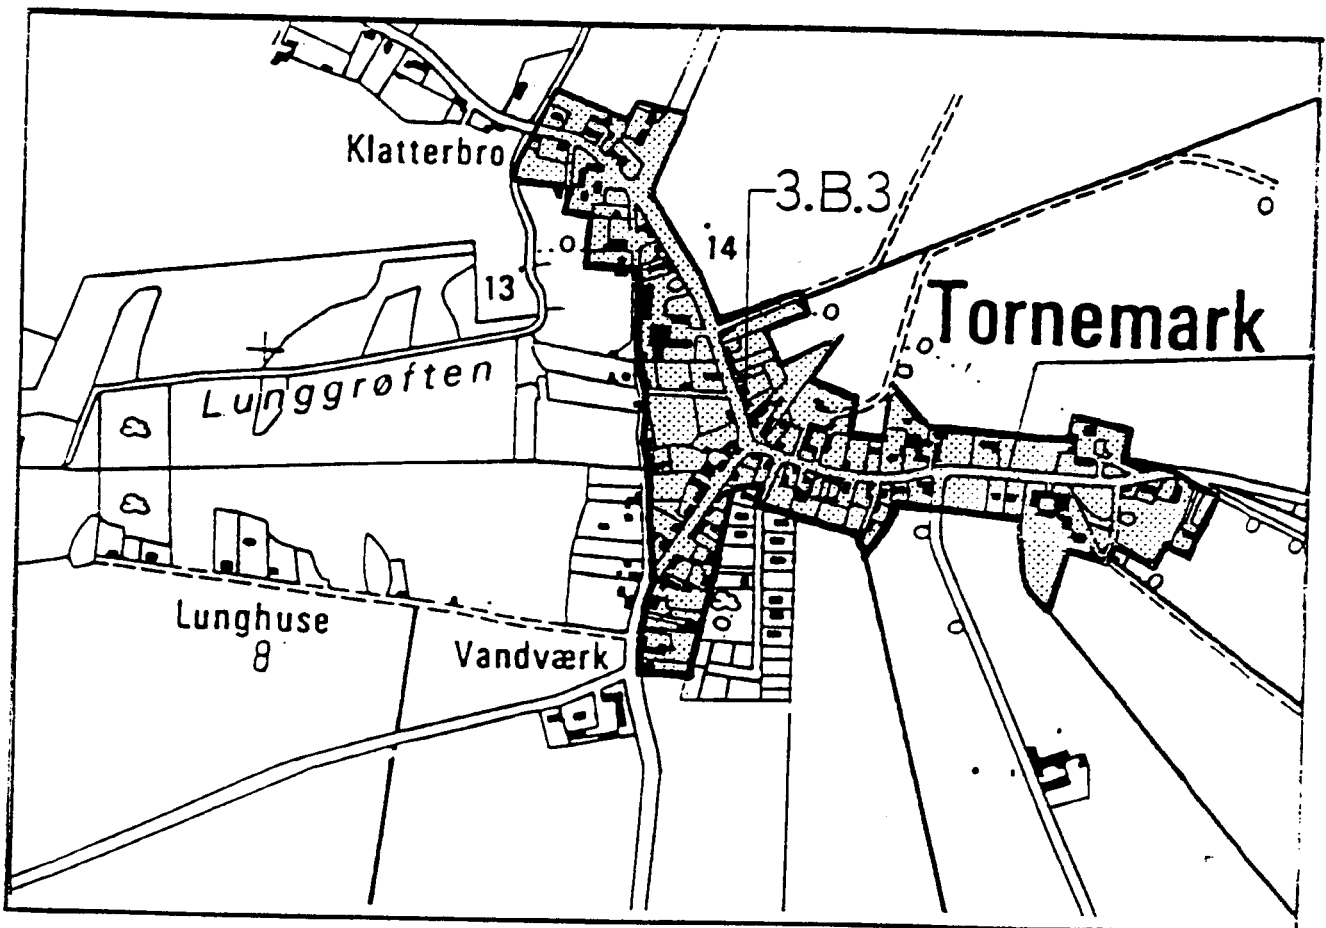 Klatterbro
3.B.3
14
13
Tornemark
Lunggrøften
Lunghuse
8
Vandværk